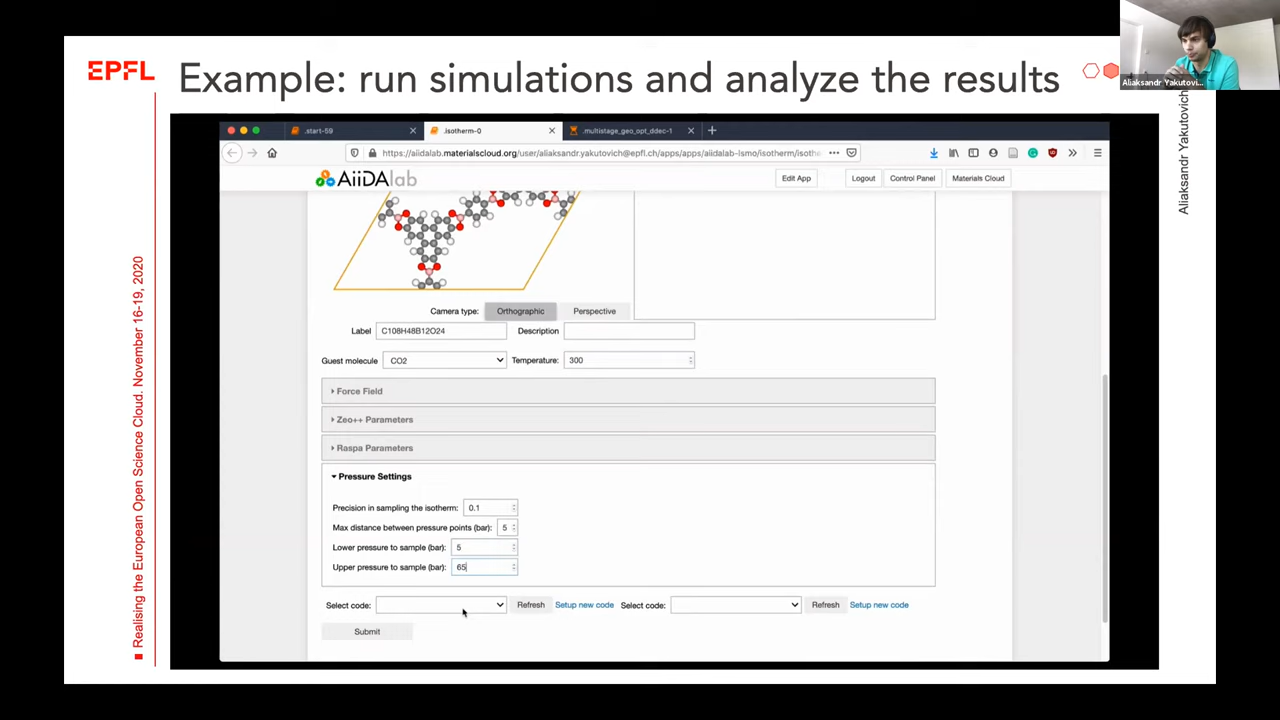 EPFL
Example: run simulations and analyze the results
Aliaksandr Yakutovi...
Aliaksandr Yakutovich
Realising the European Open Science Cloud. November 16-19, 2020
.start-59
.isotherm-0
.multistage_geo_opt_ddec-1
https://aiidalab.materialscloud.org/user/aliaksandr.yakutovich@epfl.ch/apps/apps/aiidalab-lsmo/isotherm/isothe
AiiDAlab
Edit App
Logout
Control Panel
Materials Cloud
Camera type: Orthographic Perspective
Label C108H48B12O24 Description
Guest molecule CO2 Temperature: 300
Force Field
Zeo++ Parameters
Raspa Parameters
Pressure Settings
Precision in sampling the isotherm: 0.1
Max distance between pressure points (bar): 5
Lower pressure to sample (bar): 5
Upper pressure to sample (bar): 65
Select code: Refresh Setup new code Select code: Refresh Setup new code
Submit